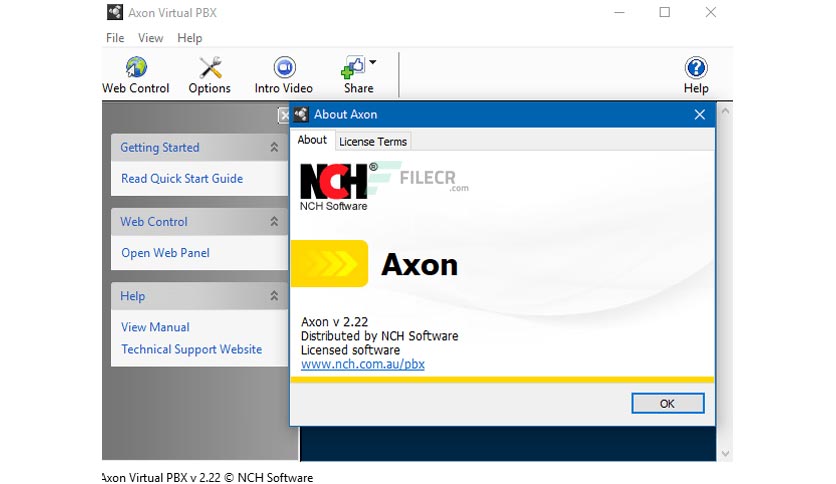 Axon Virtual PBX
File View Help
Web Control Options Intro Video Share Help
About Axon
About License Terms
Getting Started
Read Quick Start Guide
Web Control
Open Web Panel
Help
View Manual
Technical Support Website
NCH®
NCH Software
FILECR
.com
Axon
Axon v 2.22
Distributed by NCH Software
Licensed software
www.nch.com.au/pbx
OK
Axon Virtual PBX v 2.22 © NCH Software